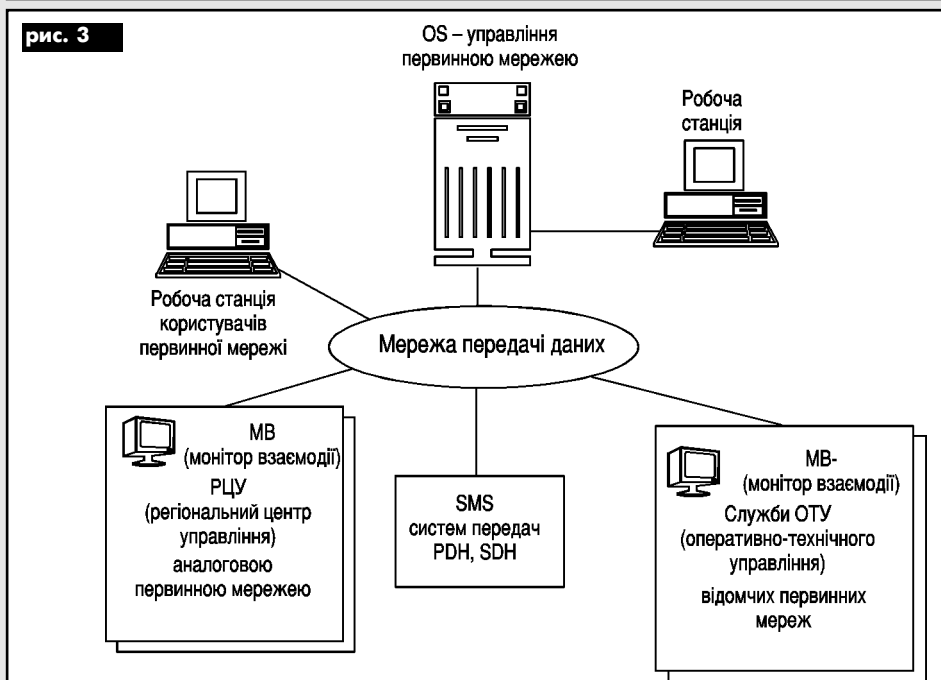 рис. 3
OS – управління
первинною мережею
Робоча
станція
Робоча станція
користувачів
первинної мережі
Мережа передачі даних
МВ
(монітор взаємодії)
РЦУ
(регіональний центр
управління)
аналоговою
первинною мережею
SMS
систем передач
PDH, SDH
МВ-
(монітор взаємодії)
Служби ОТУ
(оперативно-технічного
управління)
відомчих первинних
мереж